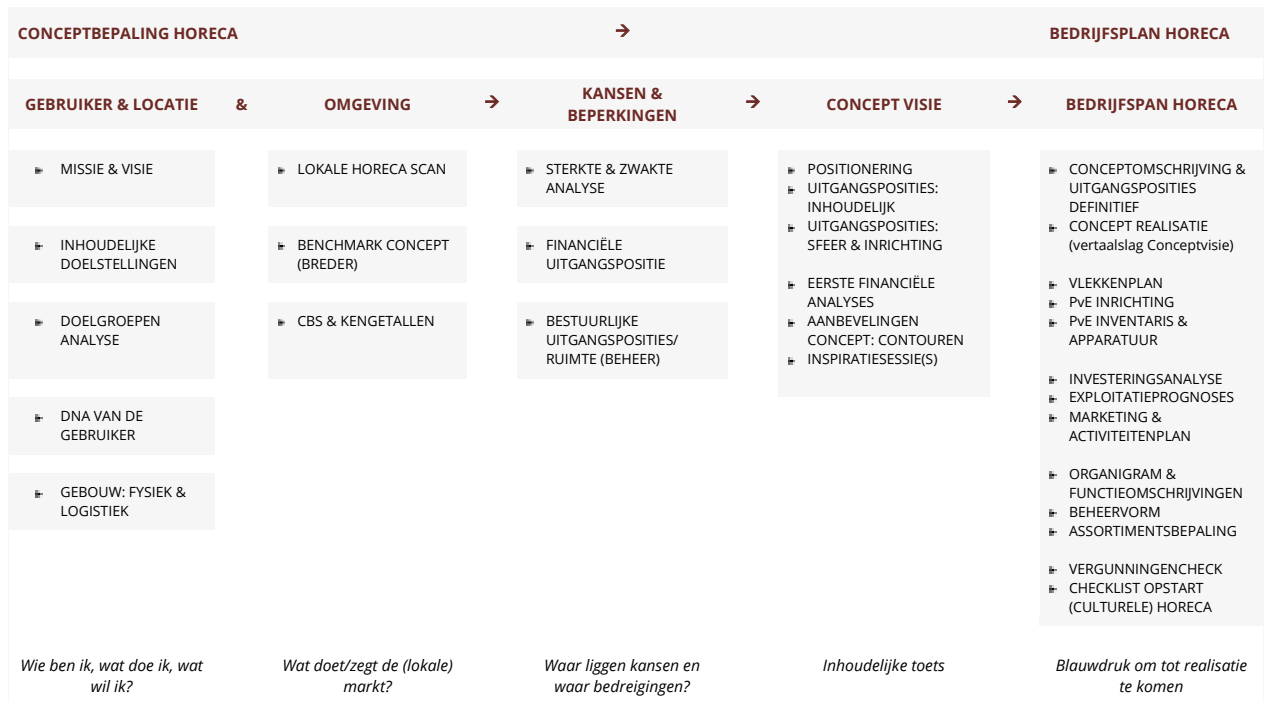 CONCEPTBEPALING HORECA → BEDRIJFSPLAN HORECA
GEBRUIKER & LOCATIE & OMGEVING → KANSEN &
BEPERKINGEN → CONCEPT VISIE → BEDRIJFSPAN HORECA
MISSIE & VISIE
INHOUDELIJKE
DOELSTELLINGEN
DOELGROEPEN
ANALYSE
DNA VAN DE
GEBRUIKER
GEBOUW: FYSIEK &
LOGISTIEK
Wie ben ik, wat doe ik, wat
wil ik?
LOKALE HORECA SCAN
BENCHMARK CONCEPT
(BREDER)
CBS & KENGETALLEN
Wat doet/zegt de (lokale)
markt?
STERKTE & ZWAKTE
ANALYSE
FINANCIËLE
UITGANGSPOSITIE
BESTUURLIJKE
UITGANGSPOSITIES/
RUIMTE (BEHEER)
Waar liggen kansen en
waar bedreigingen?
POSITIONERING
UITGANGSPOSITIES:
INHOUDELIJK
UITGANGSPOSITIES:
SFEER & INRICHTING
EERSTE FINANCIËLE
ANALYSES
AANBEVELINGEN
CONCEPT: CONTOUREN
INSPIRATIESESSIE(S)
Inhoudelijke toets
CONCEPTOMSCHRIJVING &
UITGANGSPOSITIES
DEFINITIEF
CONCEPT REALISATIE
(vertaalslag Conceptvisie)
VLEKKENPLAN
PvE INRICHTING
PvE INVENTARIS &
APPARATUUR
INVESTERINGSANALYSE
EXPLOITATIEPROGNOSES
MARKETING &
ACTIVITEITENPLAN
ORGANIGRAM &
FUNCTIEOMSCHRIJVINGEN
BEHEERVORM
ASSORTIMENTSBEPALING
VERGUNNINGENCHECK
CHECKLIST OPSTART
(CULTURELE) HORECA
Blauwdruk om tot realisatie
te komen